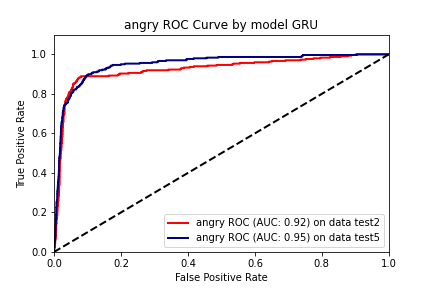 angry ROC Curve by model GRU
True Positive Rate
1.0
0.8
0.6
0.4
0.2
0.0
angry ROC (AUC: 0.92) on data test2
angry ROC (AUC: 0.95) on data test5
0.0 0.2 0.4 0.6 0.8 1.0
False Positive Rate